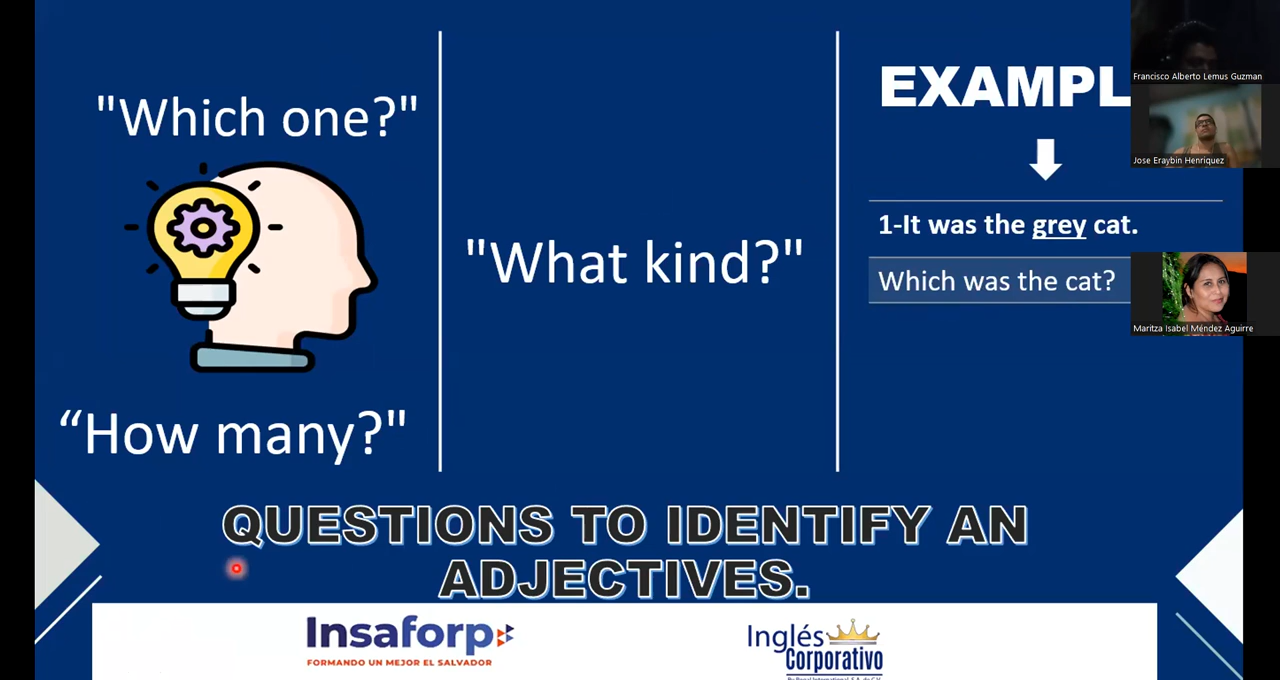 "Which one?"
“How many?"
"What kind?"
EXAMPL
1-It was the grey cat.
Which was the cat?
QUESTIONS TO IDENTIFY AN
ADJECTIVES.
Insaforp
FORMANDO UN MEJOR EL SALVADOR
Inglés
Corporativo
Francisco Alberto Lemus Guzman
Jose Eraybin Henriquez
Maritza Isabel Méndez Aguirre